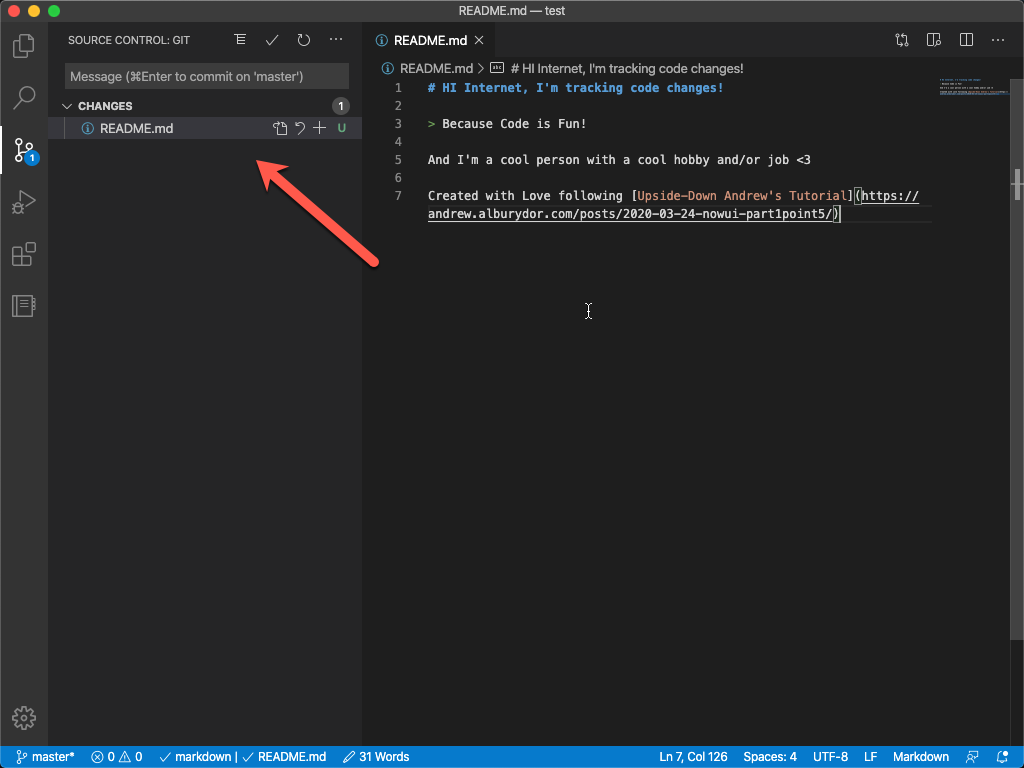 README.md — test
SOURCE CONTROL: GIT
Message (⌘Enter to commit on 'master')
CHANGES 1
README.md U
1
README.md
README.md > # HI Internet, I'm tracking code changes!
1 # HI Internet, I'm tracking code changes!
2
3 > Because Code is Fun!
4
5 And I'm a cool person with a cool hobby and/or job <3
6
7 Created with Love following [Upside-Down Andrew's Tutorial](https://
andrew.alburydor.com/posts/2020-03-24-nowui-part1point5/)
master* 0 0 markdown | README.md 31 Words Ln 7, Col 126 Spaces: 4 UTF-8 LF Markdown